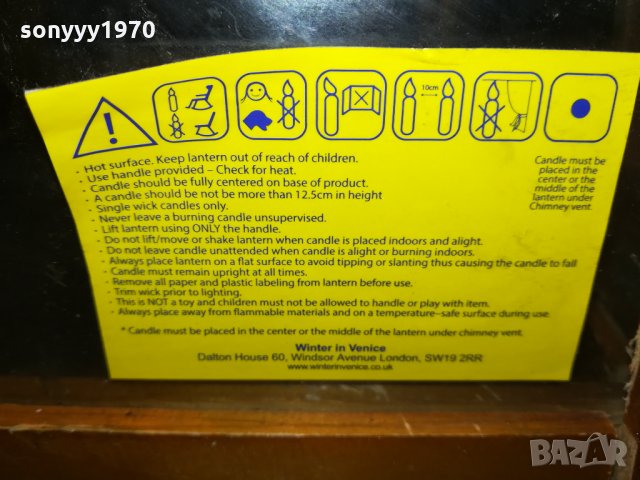 sonyyy1970
10cm
- Hot surface. Keep lantern out of reach of children.
- Use handle provided – Check for heat.
- Candle should be fully centered on base of product.
- A candle should be not be more than 12.5cm in height
- Single wick candles only.
- Never leave a burning candle unsupervised.
- Lift lantern using ONLY the handle.
- Do not lift/move or shake lantern when candle is placed indoors and alight.
- Do not leave candle unattended when candle is alight or burning indoors.
- Always place lantern on a flat surface to avoid tipping or slanting thus causing the candle to fall
- Candle must remain upright at all times.
- Remove all paper and plastic labeling from lantern before use.
- Trim wick prior to lighting.
- This is NOT a toy and children must not be allowed to handle or play with item.
- Always place away from flammable materials and on a temperature–safe surface during use.
Candle must be
placed in the
center or the
middle of the
lantern under
Chimney vent.
* Candle must be placed in the center or the middle of the lantern under chimney vent.
Winter in Venice
Dalton House 60, Windsor Avenue London, SW19 2RR
www.winterinvenice.co.uk
BAZAR